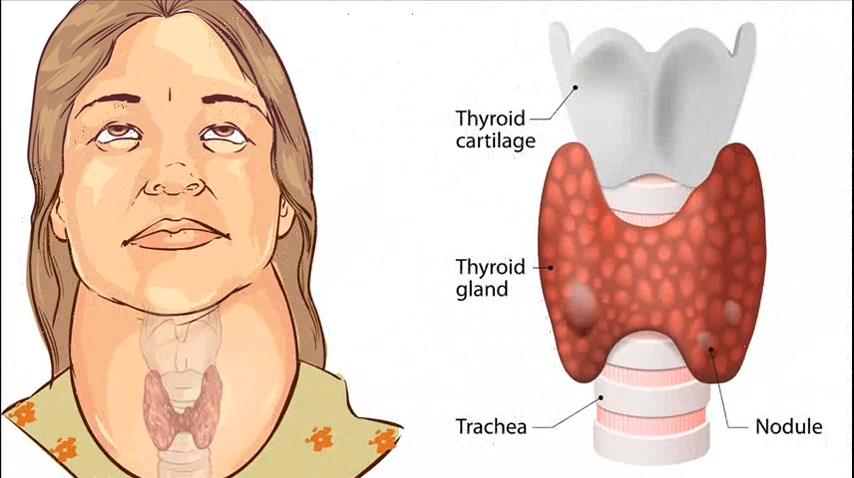 Thyroid
cartilage
Thyroid
gland
Trachea
Nodule